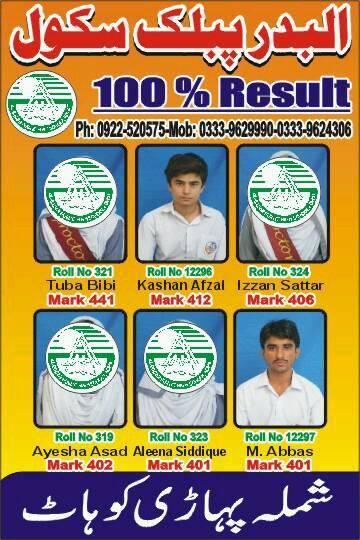 البدر پبلک سکول
100 % Result
Ph: 0922-520575-Mob: 0333-9629990-0333-9624306
Roll No 321
Tuba Bibi
Mark 441
Roll No 12296
Kashan Afzal
Mark 412
Roll No 324
Izzan Sattar
Mark 406
Roll No 319
Ayesha Asad
Mark 402
Roll No 323
Aleena Siddique
Mark 401
Roll No 12297
M. Abbas
Mark 401
شملہ پہاڑی کوہاٹ